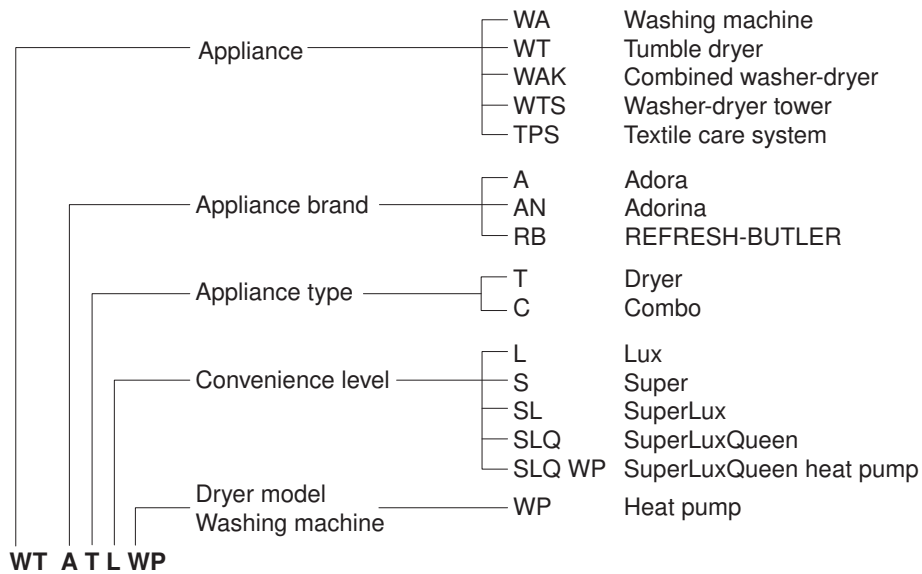 WA Washing machine
Appliance WT Tumble dryer
WAK Combined washer-dryer
WTS Washer-dryer tower
TPS Textile care system
A Adora
Appliance brand AN Adorina
RB REFRESH-BUTLER
T Dryer
Appliance type
C Combo
L Lux
Convenience level S Super
SL SuperLux
SLQ SuperLuxQueen
SLQ WP SuperLuxQueen heat pump
Dryer model
Washing machine WP Heat pump
WT A T L WP